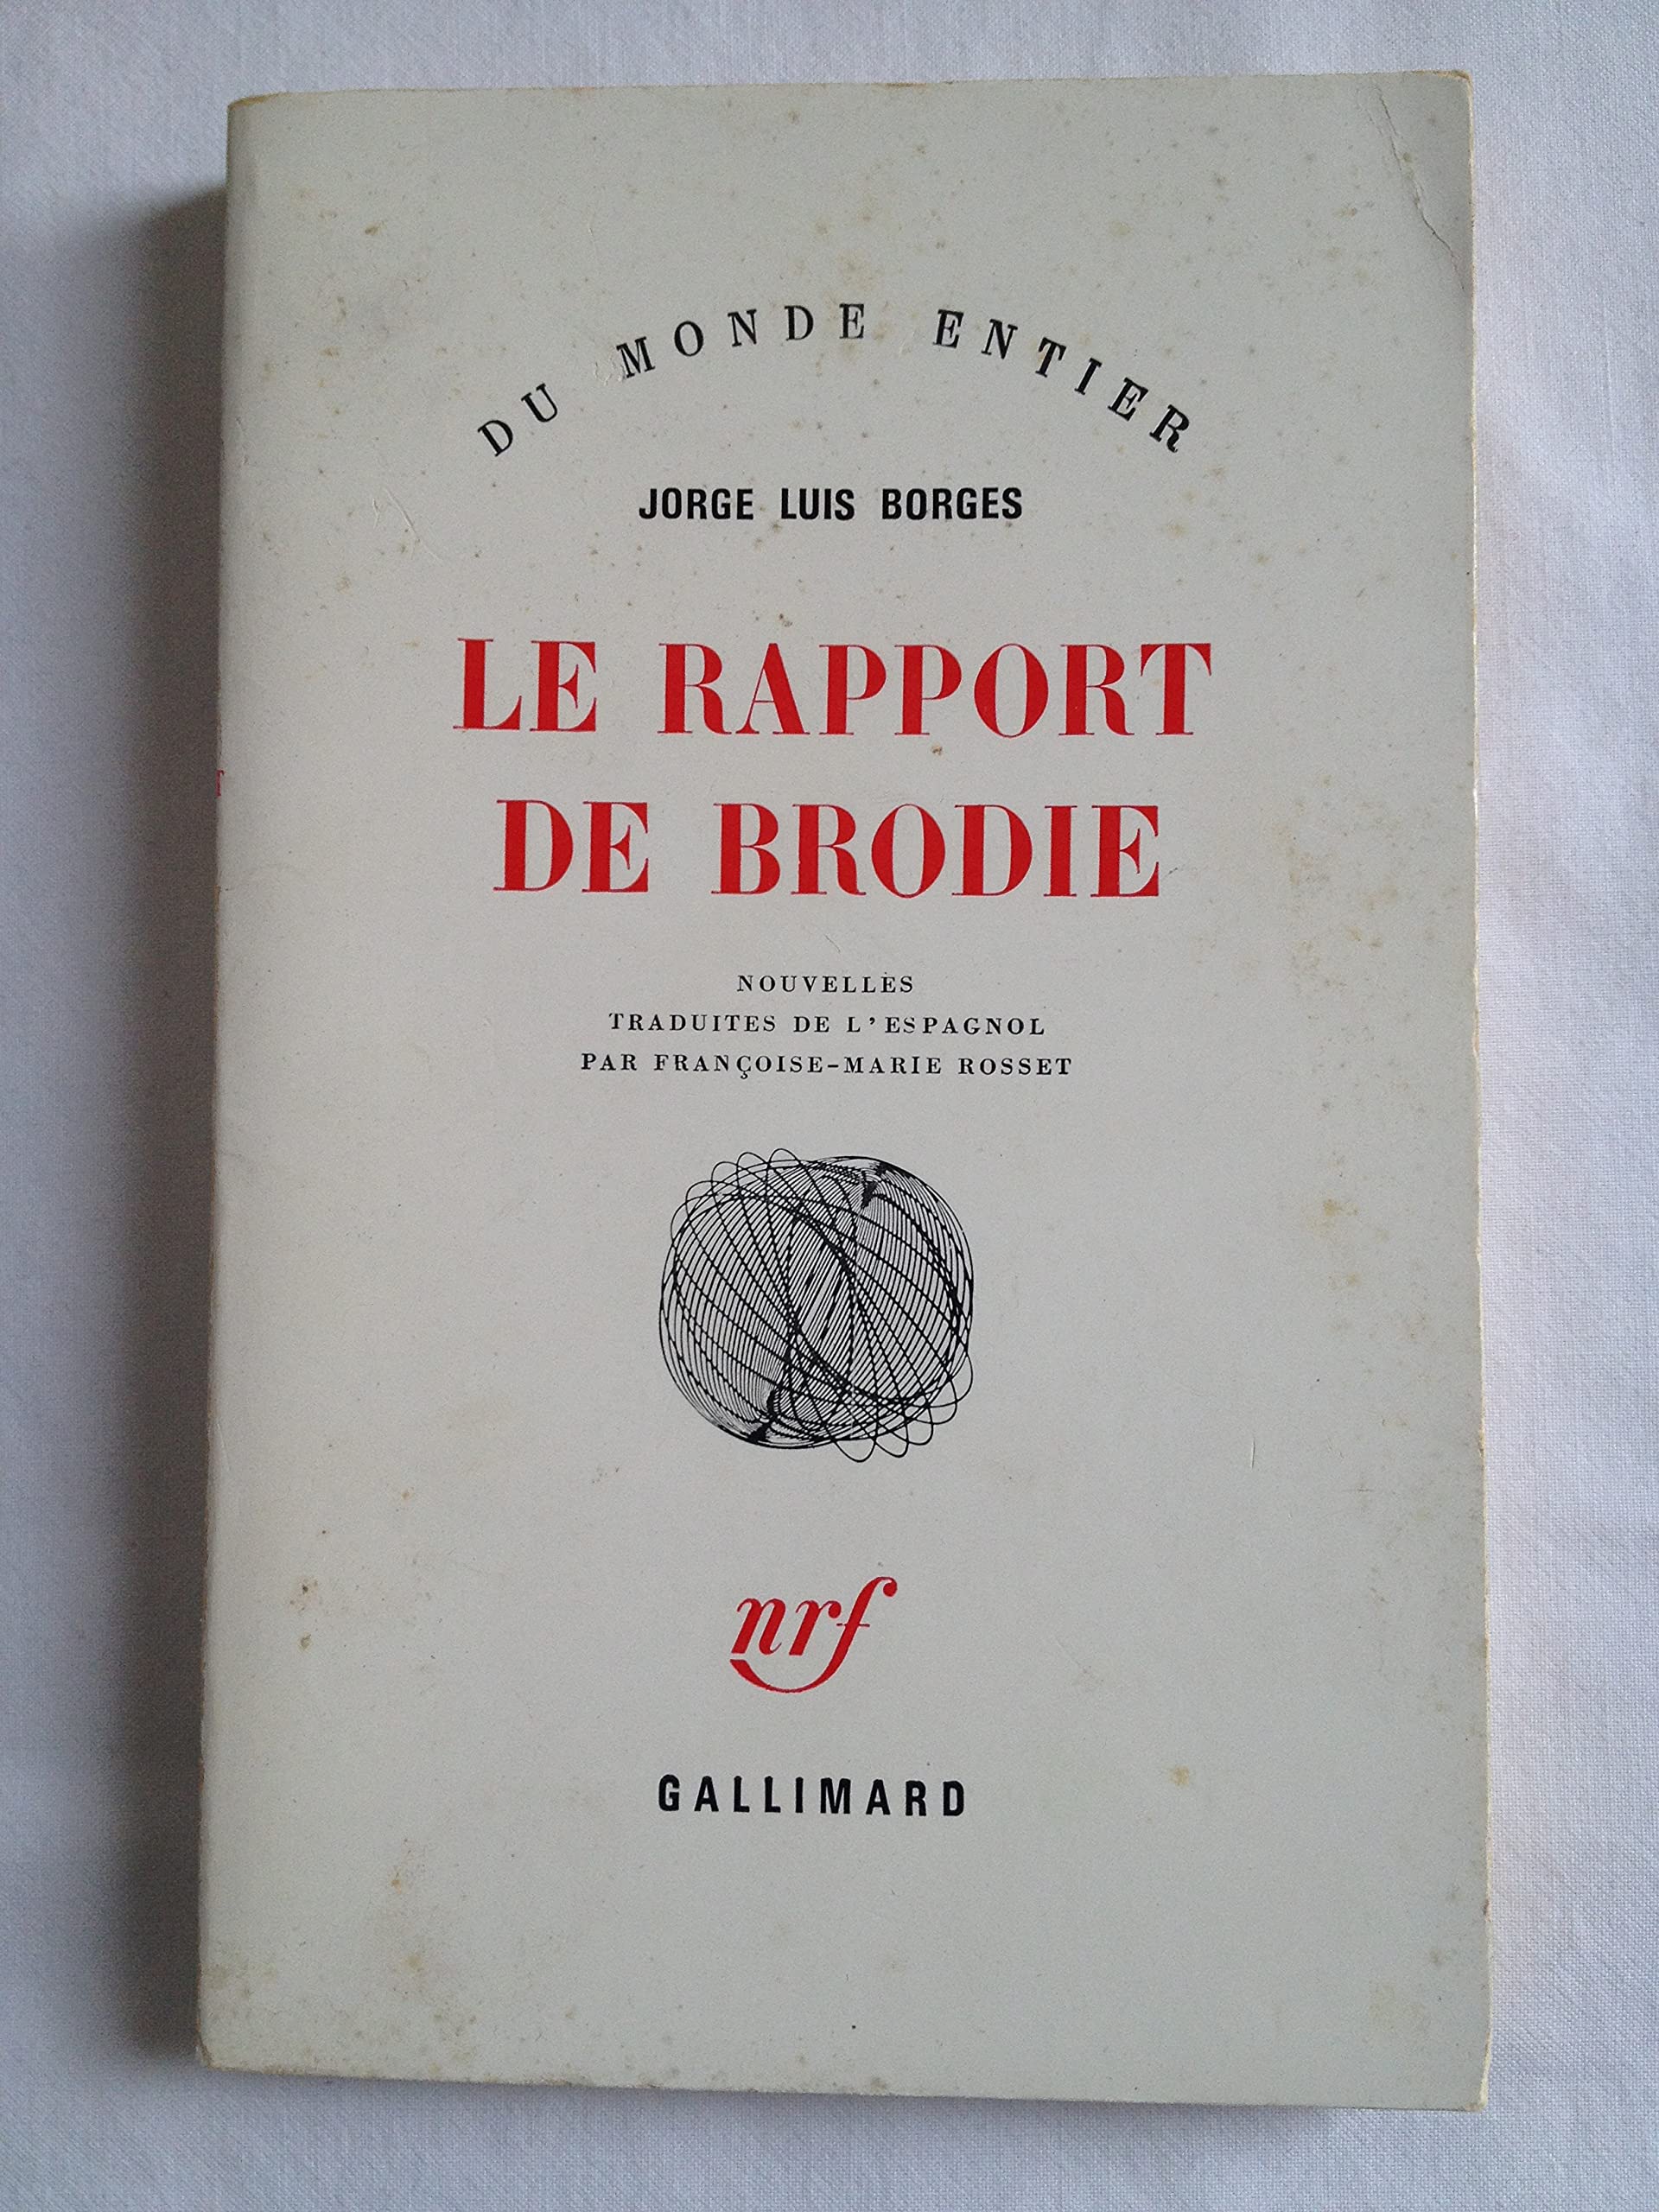 DU MONDE ENTIER
JORGE LUIS BORGES
LE RAPPORT
DE BRODIE
NOUVELLES
TRADUITES DE L'ESPAGNOL
PAR FRANÇOISE-MARIE ROSSET
nrf
GALLIMARD